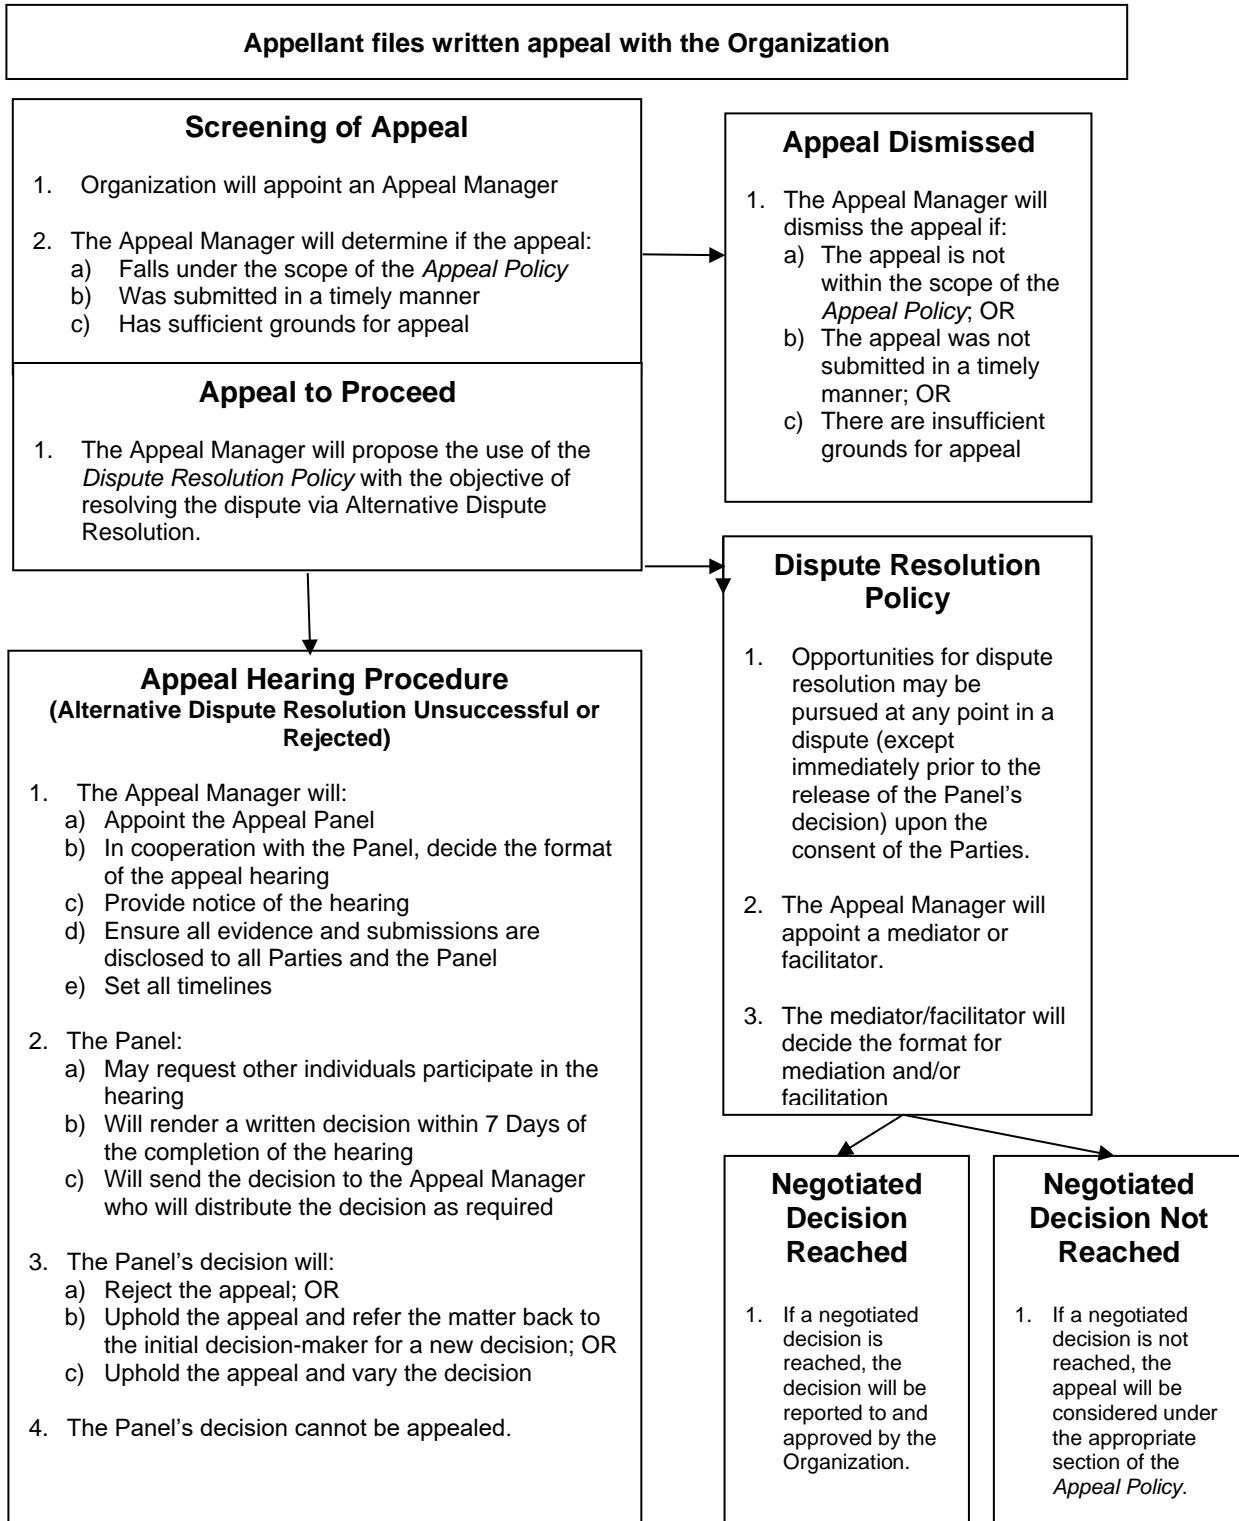 Appellant files written appeal with the Organization
Screening of Appeal
1. Organization will appoint an Appeal Manager
2. The Appeal Manager will determine if the appeal:
a) Falls under the scope of the Appeal Policy
b) Was submitted in a timely manner
c) Has sufficient grounds for appeal
Appeal Dismissed
1. The Appeal Manager will
dismiss the appeal if:
a) The appeal is not
within the scope of the
Appeal Policy; OR
b) The appeal was not
submitted in a timely
manner; OR
c) There are insufficient
grounds for appeal
Appeal to Proceed
1. The Appeal Manager will propose the use of the
Dispute Resolution Policy with the objective of
resolving the dispute via Alternative Dispute
Resolution.
Dispute Resolution
Policy
1. Opportunities for dispute
resolution may be
pursued at any point in a
dispute (except
immediately prior to the
release of the Panel's
decision) upon the
consent of the Parties.
2. The Appeal Manager will
appoint a mediator or
facilitator.
3. The mediator/facilitator will
decide the format for
mediation and/or
facilitation
Appeal Hearing Procedure
(Alternative Dispute Resolution Unsuccessful or
Rejected)
1. The Appeal Manager will:
a) Appoint the Appeal Panel
b) In cooperation with the Panel, decide the format
of the appeal hearing
c) Provide notice of the hearing
d) Ensure all evidence and submissions are
disclosed to all Parties and the Panel
e) Set all timelines
2. The Panel:
a) May request other individuals participate in the
hearing
b) Will render a written decision within 7 Days of
the completion of the hearing
c) Will send the decision to the Appeal Manager
who will distribute the decision as required
3. The Panel's decision will:
a) Reject the appeal; OR
b) Uphold the appeal and refer the matter back to
the initial decision-maker for a new decision; OR
c) Uphold the appeal and vary the decision
4. The Panel's decision cannot be appealed.
Negotiated
Decision
Reached
1. If a negotiated
decision is
reached, the
decision will be
reported to and
approved by the
Organization.
Negotiated
Decision Not
Reached
1. If a negotiated
decision is not
reached, the
appeal will be
considered under
the appropriate
section of the
Appeal Policy.